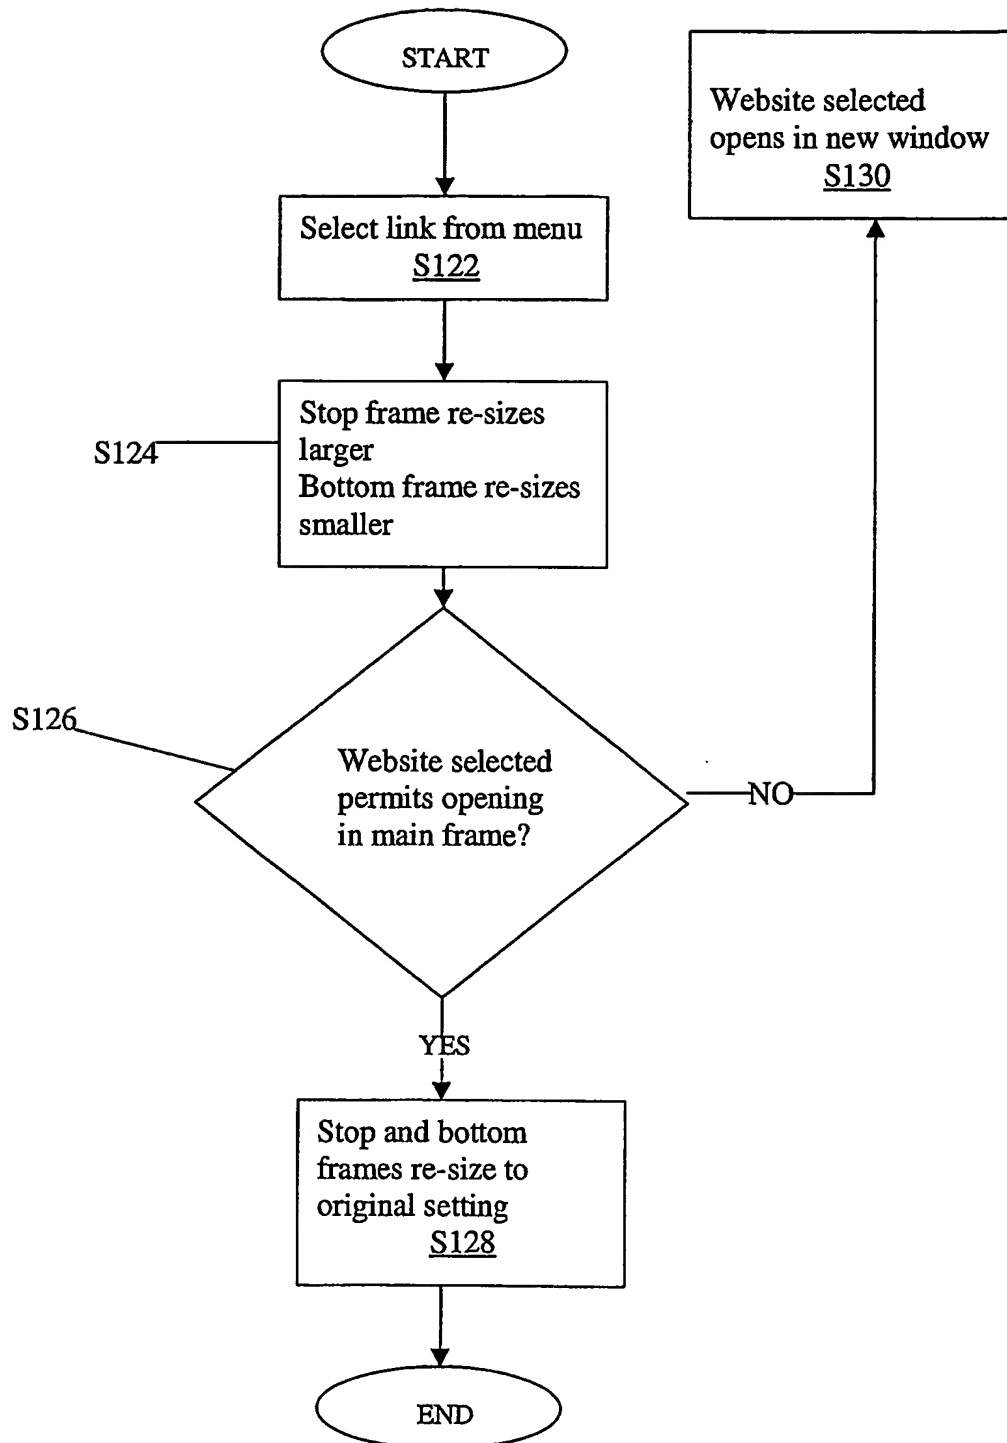 START
Website selected
opens in new window
S130
Select link from menu
S122
S124
Stop frame re-sizes
larger
Bottom frame re-sizes
smaller
S126
Website selected
permits opening
in main frame?
NO
YES
Stop and bottom
frames re-size to
original setting
S128
END